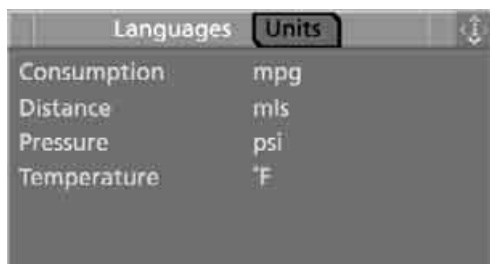 Languages Units
Consumption mpg
Distance mls
Pressure psi
Temperature °F